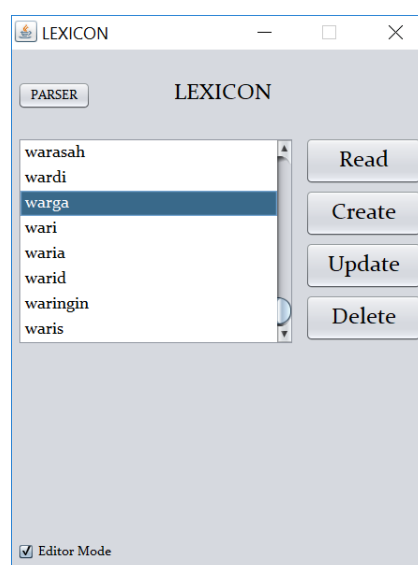 LEXICON
PARSER
LEXICON
warasah
wardi
warga
wari
waria
warid
waringin
waris
Read
Create
Update
Delete
Editor Mode